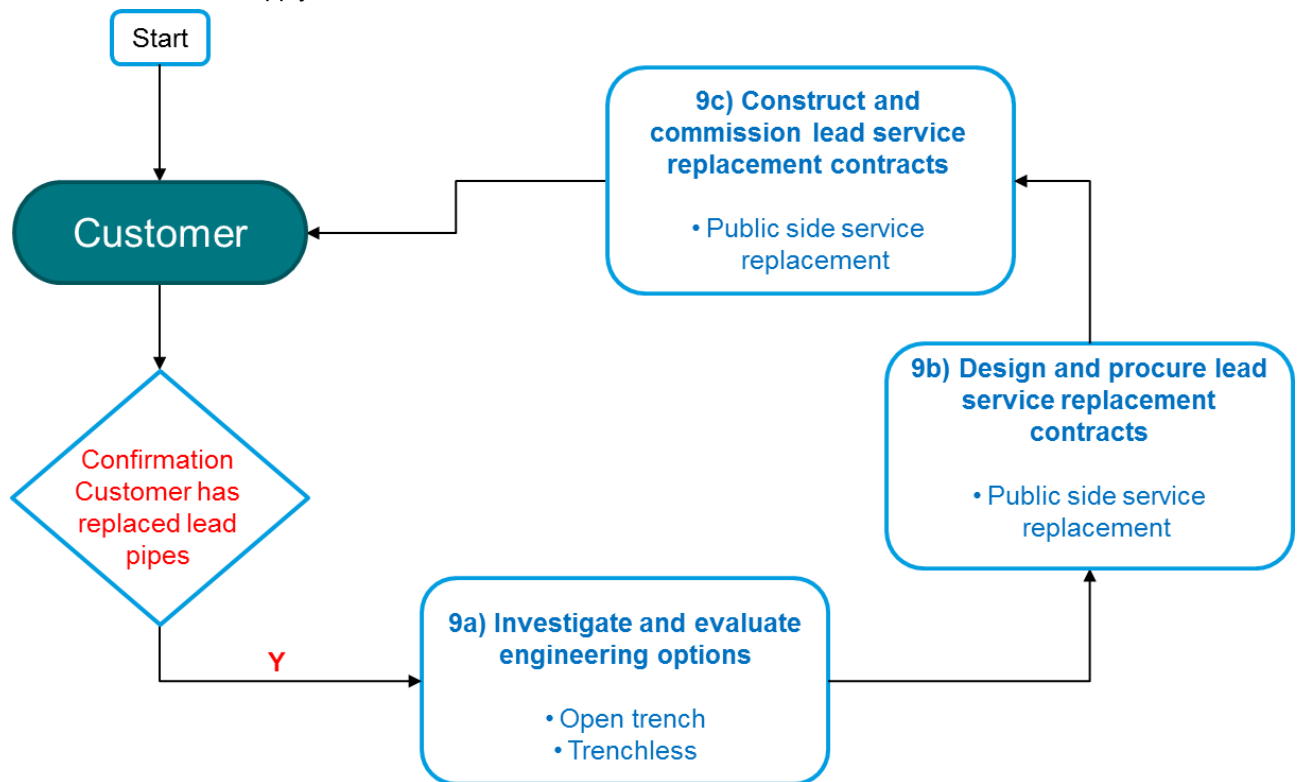 pply
Start
Customer
Confirmation
Customer has
replaced lead
pipes
Y
9a) Investigate and evaluate
engineering options
• Open trench
• Trenchless
9b) Design and procure lead
service replacement
contracts
• Public side service
replacement
9c) Construct and
commission lead service
replacement contracts
• Public side service
replacement